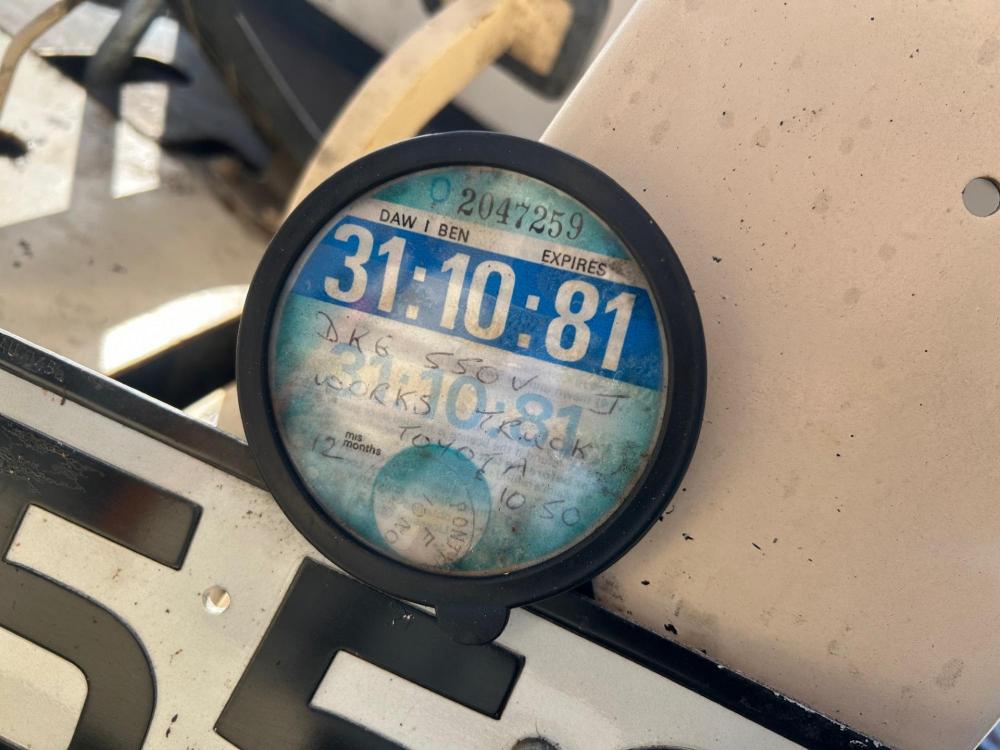 2047259
DAW I BEN EXPIRES
31:10:81
DKG 550V
31:10:81
WORKS TRUCK
mis
months
12
TOYOTA
10 50